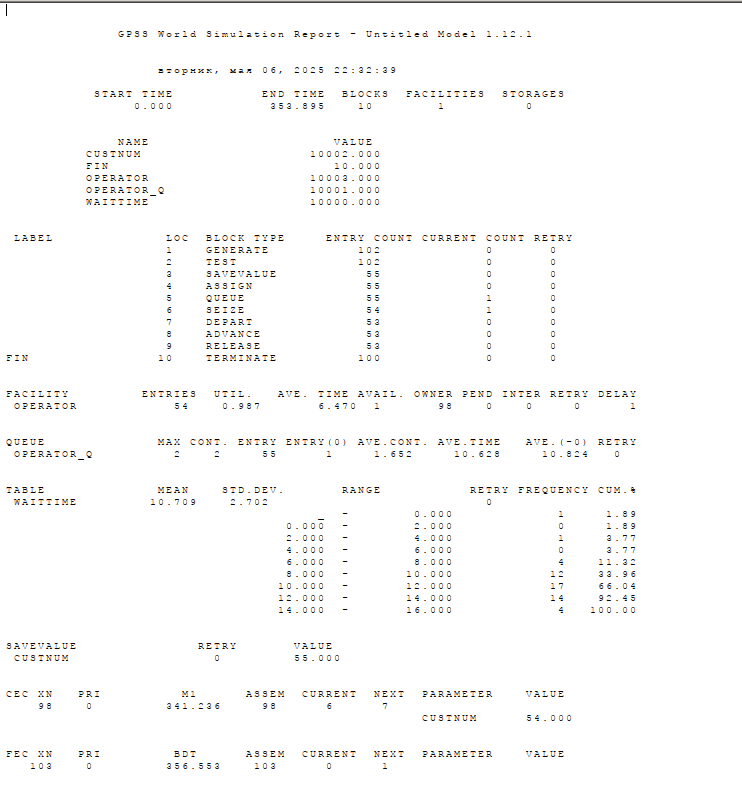 GPSS World Simulation Report - Untitled Model 1.12.1
вторник, мая 06, 2025 22:32:39
START TIME END TIME BLOCKS FACILITIES STORAGES
0.000 353.895 10 1 0
NAME VALUE
CUSTNUM 10002.000
FIN 10.000
OPERATOR 10003.000
OPERATOR_Q 10001.000
WAITTIME 10000.000
LABEL LOC BLOCK TYPE ENTRY COUNT CURRENT COUNT RETRY
1 GENERATE 102 0 0
2 TEST 102 0 0
3 SAVEVALUE 55 0 0
4 ASSIGN 55 0 0
5 QUEUE 55 1 0
6 SEIZE 54 1 0
7 DEPART 53 0 0
8 ADVANCE 53 0 0
9 RELEASE 53 0 0
FIN 10 TERMINATE 100 0 0
FACILITY ENTRIES UTIL. AVE. TIME AVAIL. OWNER PEND INTER RETRY DELAY
OPERATOR 54 0.987 6.470 1 98 0 0 0 1
QUEUE MAX CONT. ENTRY ENTRY(0) AVE.CONT. AVE.TIME AVE.(-0) RETRY
OPERATOR_Q 2 2 55 1 1.652 10.628 10.824 0
TABLE MEAN STD.DEV. RANGE RETRY FREQUENCY CUM.%
WAITTIME 10.709 2.702 0
_ - 0.000 1 1.89
0.000 - 2.000 0 1.89
2.000 - 4.000 1 3.77
4.000 - 6.000 0 3.77
6.000 - 8.000 4 11.32
8.000 - 10.000 12 33.96
10.000 - 12.000 17 66.04
12.000 - 14.000 14 92.45
14.000 - 16.000 4 100.00
SAVEVALUE RETRY VALUE
CUSTNUM 0 55.000
CEC XN PRI M1 ASSEM CURRENT NEXT PARAMETER VALUE
98 0 341.236 98 6 7
CUSTNUM 54.000
FEC XN PRI BDT ASSEM CURRENT NEXT PARAMETER VALUE
103 0 356.553 103 0 1